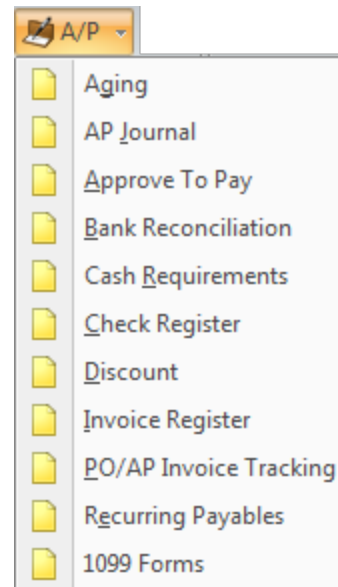 A/P
Aging
AP Journal
Approve To Pay
Bank Reconciliation
Cash Requirements
Check Register
Discount
Invoice Register
PO/AP Invoice Tracking
Recurring Payables
1099 Forms